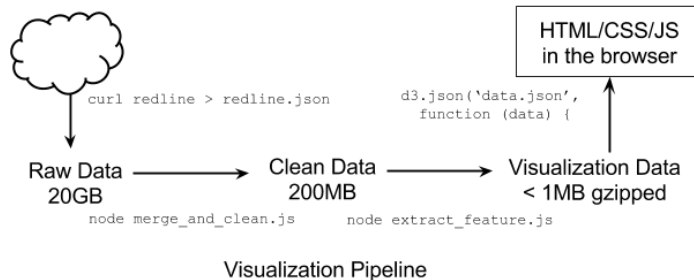 HTML/CSS/JS
in the browser
curl redline > redline.json
d3.json(‘data.json’,
function (data) {
Raw Data
20GB
Clean Data
200MB
Visualization Data
< 1MB gzipped
node merge_and_clean.js
node extract_feature.js
Visualization Pipeline